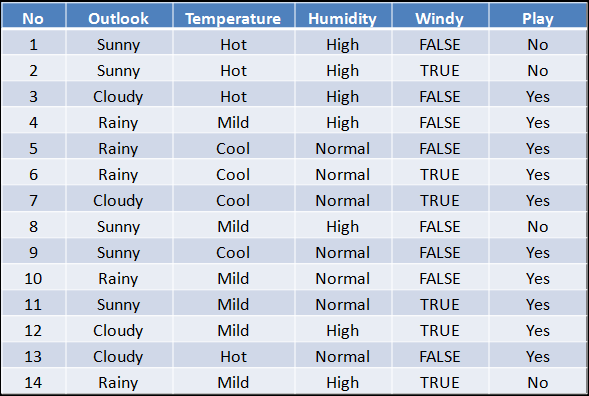 No Outlook Temperature Humidity Windy Play
1 Sunny Hot High FALSE No
2 Sunny Hot High TRUE No
3 Cloudy Hot High FALSE Yes
4 Rainy Mild High FALSE Yes
5 Rainy Cool Normal FALSE Yes
6 Rainy Cool Normal TRUE Yes
7 Cloudy Cool Normal TRUE Yes
8 Sunny Mild High FALSE No
9 Sunny Cool Normal FALSE Yes
10 Rainy Mild Normal FALSE Yes
11 Sunny Mild Normal TRUE Yes
12 Cloudy Mild High TRUE Yes
13 Cloudy Hot Normal FALSE Yes
14 Rainy Mild High TRUE No